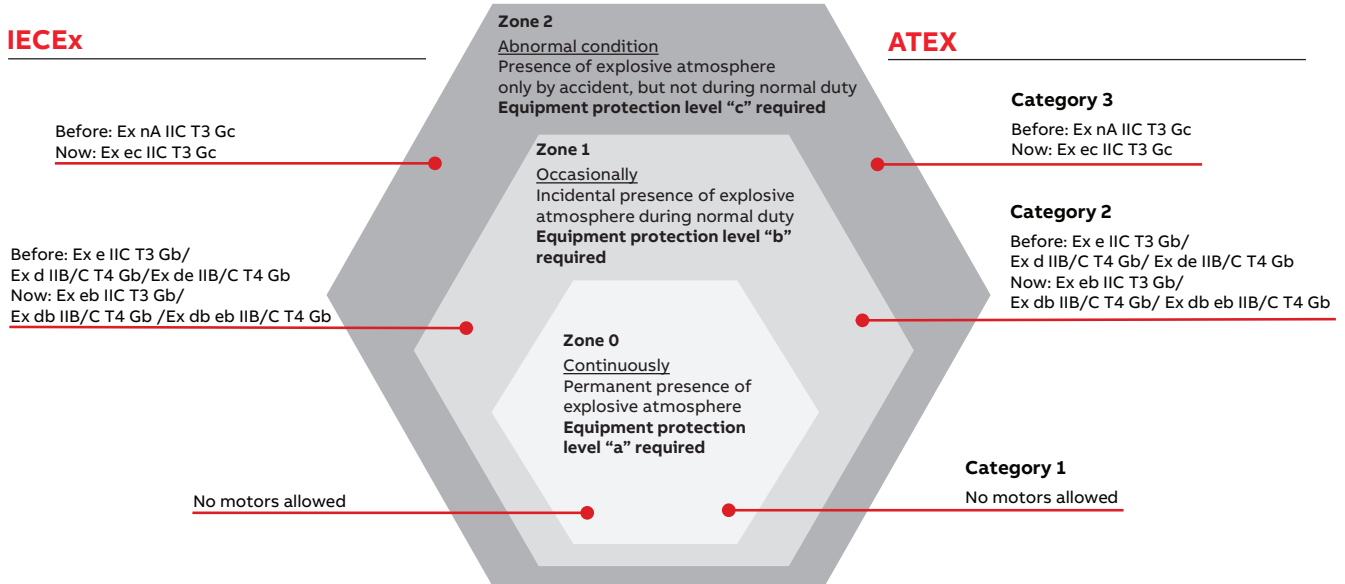 IECEx
Before: Ex nA IIC T3 Gc
Now: Ex ec IIC T3 Gc
Before: Ex e IIC T3 Gb/
Ex d IIB/C T4 Gb/Ex de IIB/C T4 Gb
Now: Ex eb IIC T3 Gb/
Ex db IIB/C T4 Gb /Ex db eb IIB/C T4 Gb
No motors allowed
Zone 2
Abnormal condition
Presence of explosive atmosphere
only by accident, but not during normal duty
Equipment protection level “c” required
Zone 1
Occasionally
Incidental presence of explosive
atmosphere during normal duty
Equipment protection level “b”
required
Zone 0
Continuously
Permanent presence of
explosive atmosphere
Equipment protection
level “a” required
ATEX
Category 3
Before: Ex nA IIC T3 Gc
Now: Ex ec IIC T3 Gc
Category 2
Before: Ex e IIC T3 Gb/
Ex d IIB/C T4 Gb/ Ex de IIB/C T4 Gb
Now: Ex eb IIC T3 Gb/
Ex db IIB/C T4 Gb/ Ex db eb IIB/C T4 Gb
Category 1
No motors allowed